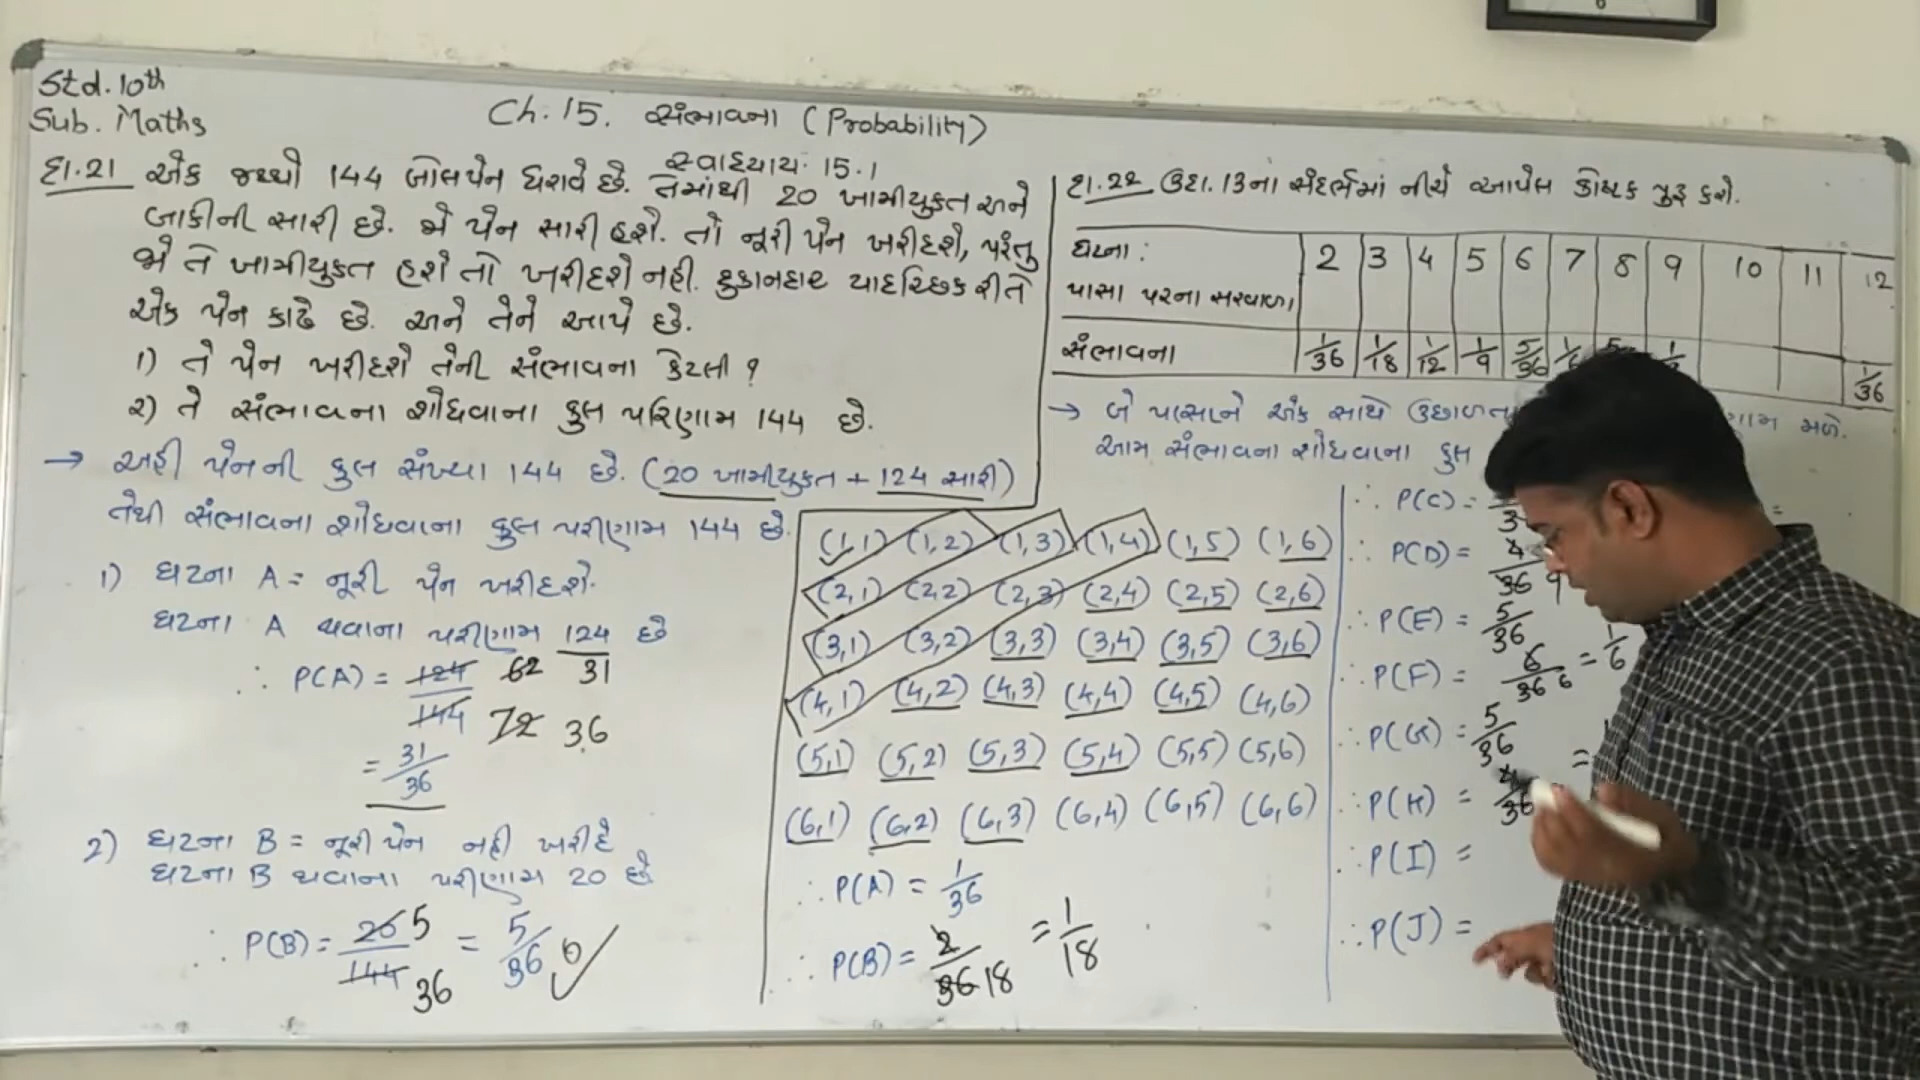 Std. 10th
Sub. Maths
Ch. 15. સંભાવના (Probability)
સ્વાધ્યાય. 15.1
દા.21 એક જથ્થો 144 બોલપેન ધરાવે છે. તેમાંથી 20 ખામીયુક્ત અને
બાકીની સારી છે. જો પેન સારી હશે. તો નૂરી પેન ખરીદશે, પરંતુ
જો તે ખામીયુક્ત હશે તો ખરીદશે નહી. દુકાનદાર યાદચ્છિક રીતે
એક પેન કાઢે છે. અને તેને આપે છે.
1) તે પેન ખરીદશે તેની સંભાવના કેટલી ?
૨) તે સંભાવના શોધવાના કુલ પરિણામ 144 છે.
→ અહી પેનની કુલ સંખ્યા 144 છે. (20 ખામીયુક્ત + 124 સારી)
તેથી સંભાવના શોધવાના કુલ પરીણામ 144 છે.
1) ઘટના A = નૂરી પેન ખરીદશે.
ઘટના A થવાના પરીણામ 124 છે
∴ P(A) = 124/144 62/72 31/36
= 31/36
2) ઘટના B = નૂરી પેન નહી ખરીદે
ઘટના B થવાના પરીણામ 20 છે
∴ P(B) = 20/144 5/36 = 5/36
દા.22 ઉદા.13ના સંદર્ભમાં નીચે આપેલ કોષ્ટક પુરૂ કરો.
ઘટના : 2 3 4 5 6 7 8 9 10 11 12
પાસા પરના સરવાળા
સંભાવના 1/36 1/18 1/12 1/9 5/36 1/36
→ બે પાસાને એક સાથે
આમ સંભાવના શોધવાના કુલ
(1,1) (1,2) (1,3) (1,4) (1,5) (1,6)
(2,1) (2,2) (2,3) (2,4) (2,5) (2,6)
(3,1) (3,2) (3,3) (3,4) (3,5) (3,6)
(4,1) (4,2) (4,3) (4,4) (4,5) (4,6)
(5,1) (5,2) (5,3) (5,4) (5,5) (5,6)
(6,1) (6,2) (6,3) (6,4) (6,5) (6,6)
∴ P(A) = 1/36
∴ P(B) = 2/36 18 = 1/18
∴ P(C) =
∴ P(D) = 4/36 9
∴ P(E) = 5/36
∴ P(F) = 6/36 6 = 1/6
∴ P(G) = 5/36
∴ P(H) = 4/36 =
∴ P(I) =
∴ P(J) =